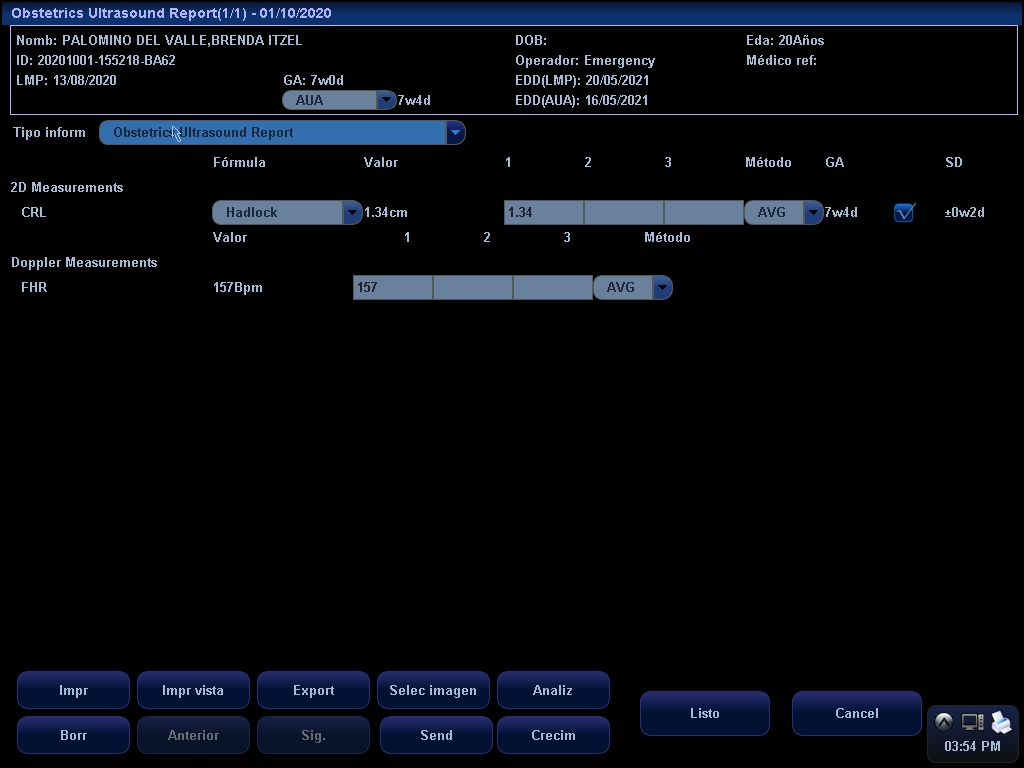 Obstetrics Ultrasound Report(1/1) - 01/10/2020
Nomb: PALOMINO DEL VALLE,BRENDA ITZEL DOB: Eda: 20Años
ID: 20201001-155218-BA62 Operador: Emergency Médico ref:
LMP: 13/08/2020 GA: 7w0d EDD(LMP): 20/05/2021
AUA 7w4d EDD(AUA): 16/05/2021
Tipo inform Obstetrics Ultrasound Report
Fórmula Valor 1 2 3 Método GA SD
2D Measurements
CRL Hadlock 1.34cm 1.34 AVG 7w4d ±0w2d
Valor 1 2 3 Método
Doppler Measurements
FHR 157Bpm 157 AVG
Impr Impr vista Export Selec imagen Analiz
Listo Cancel
Borr Anterior Sig. Send Crecim
03:54 PM